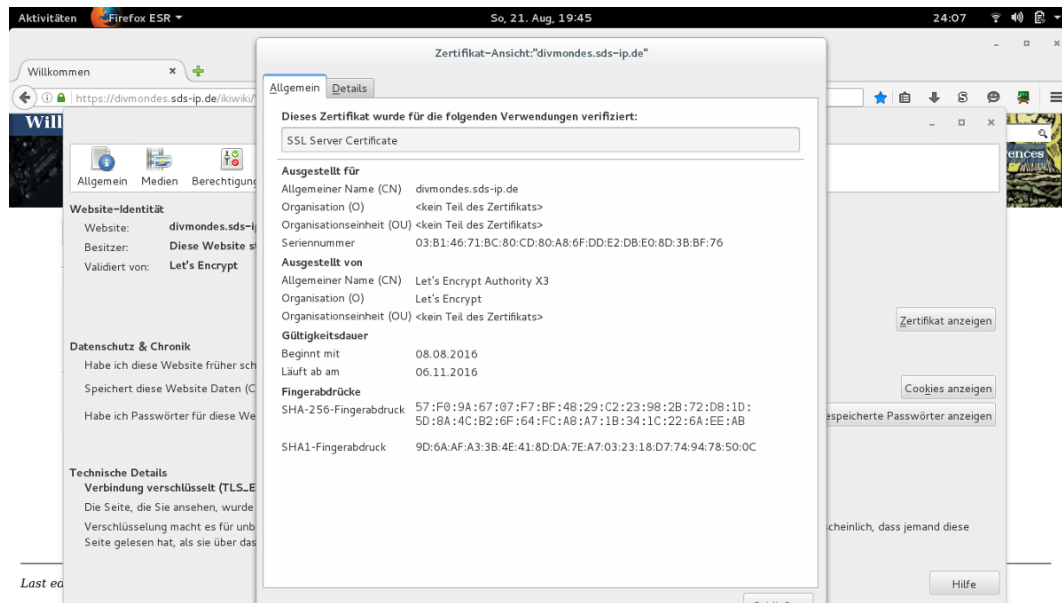 Aktivitäten Firefox ESR So, 21. Aug, 19:45 24:07
Zertifikat-Ansicht:"divmondes.sds-ip.de"
Willkommen
https://divmondes.sds-ip.de/ikiwiki/
Allgemein Details
Dieses Zertifikat wurde für die folgenden Verwendungen verifiziert:
SSL Server Certificate
Ausgestellt für
Allgemeiner Name (CN) divmondes.sds-ip.de
Organisation (O) <kein Teil des Zertifikats>
Organisationseinheit (OU) <kein Teil des Zertifikats>
Seriennummer 03:B1:46:71:BC:80:CD:80:A8:6F:DD:E2:DB:E0:8D:3B:BF:76
Ausgestellt von
Allgemeiner Name (CN) Let's Encrypt Authority X3
Organisation (O) Let's Encrypt
Organisationseinheit (OU) <kein Teil des Zertifikats>
Gültigkeitsdauer
Beginnt mit 08.08.2016
Läuft ab am 06.11.2016
Fingerabdrücke
SHA-256-Fingerabdruck 57:F0:9A:67:07:F7:BF:48:29:C2:23:98:2B:72:D8:1D:
5D:8A:4C:B2:6F:64:FC:A8:A7:1B:34:1C:22:6A:EE:AB
SHA1-Fingerabdruck 9D:6A:AF:A3:3B:4E:41:8D:DA:7E:A7:03:23:18:D7:74:94:78:50:0C
Will
ences
Allgemein Medien Berechtigung
Website-Identität
Website: divmondes.sds-i
Besitzer: Diese Website s
Validiert von: Let's Encrypt
Zertifikat anzeigen
Datenschutz & Chronik
Habe ich diese Website früher sch
Speichert diese Website Daten (C
Cookies anzeigen
Habe ich Passwörter für diese We
espeicherte Passwörter anzeigen
Technische Details
Verbindung verschlüsselt (TLS_E
Die Seite, die Sie ansehen, wurde
Verschlüsselung macht es für unb
cheinlich, dass jemand diese
Seite gelesen hat, als sie über das
Last ed
Hilfe